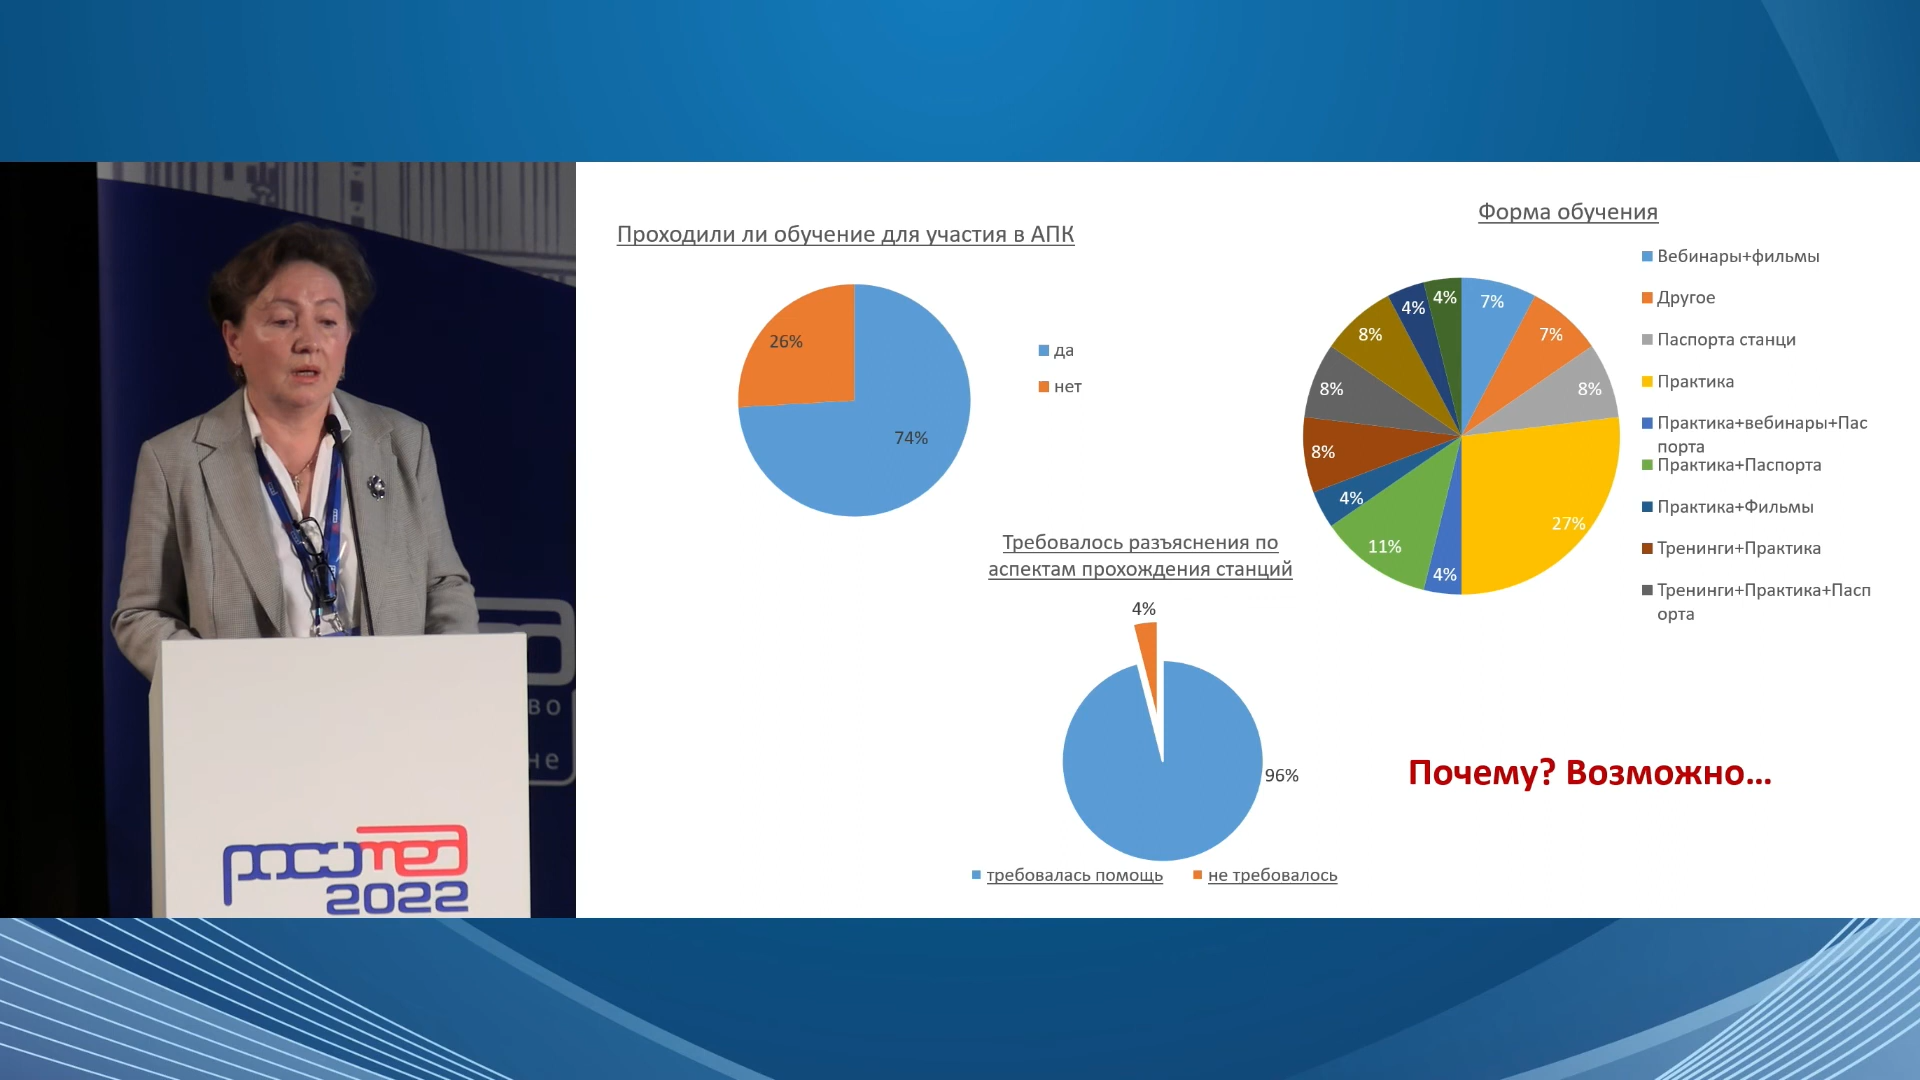 Проходили ли обучение для участия в АПК
26%
74%
да
нет
Форма обучения
4%
4%
7%
7%
8%
8%
8%
8%
4%
11%
4%
27%
Вебинары+фильмы
Другое
Паспорта станци
Практика
Практика+вебинары+Пас
порта
Практика+Паспорта
Практика+Фильмы
Тренинги+Практика
Тренинги+Практика+Пасп
орта
Требовалось разъяснения по
аспектам прохождения станций
4%
96%
требовалась помощь
не требовалось
Почему? Возможно...
во
не
росомед
2022